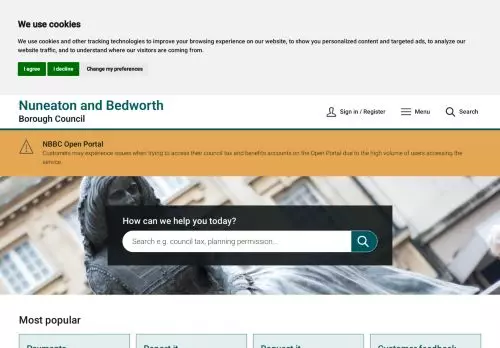 We use cookies
We use cookies and other tracking technologies to improve your browsing experience on our website, to show you personalized content and targeted ads, to analyze our
website traffic, and to understand where our visitors are coming from.
I agree I decline Change my preferences
Nuneaton and Bedworth
Borough Council
Sign in / Register Menu Search
NBBC Open Portal
Customers may experience issues when trying to access their council tax and benefits accounts on the Open Portal due to the high volume of users accessing the
service.
How can we help you today?
Search e.g. council tax, planning permission...
Most popular
Payments Report it Request it Customer feedback